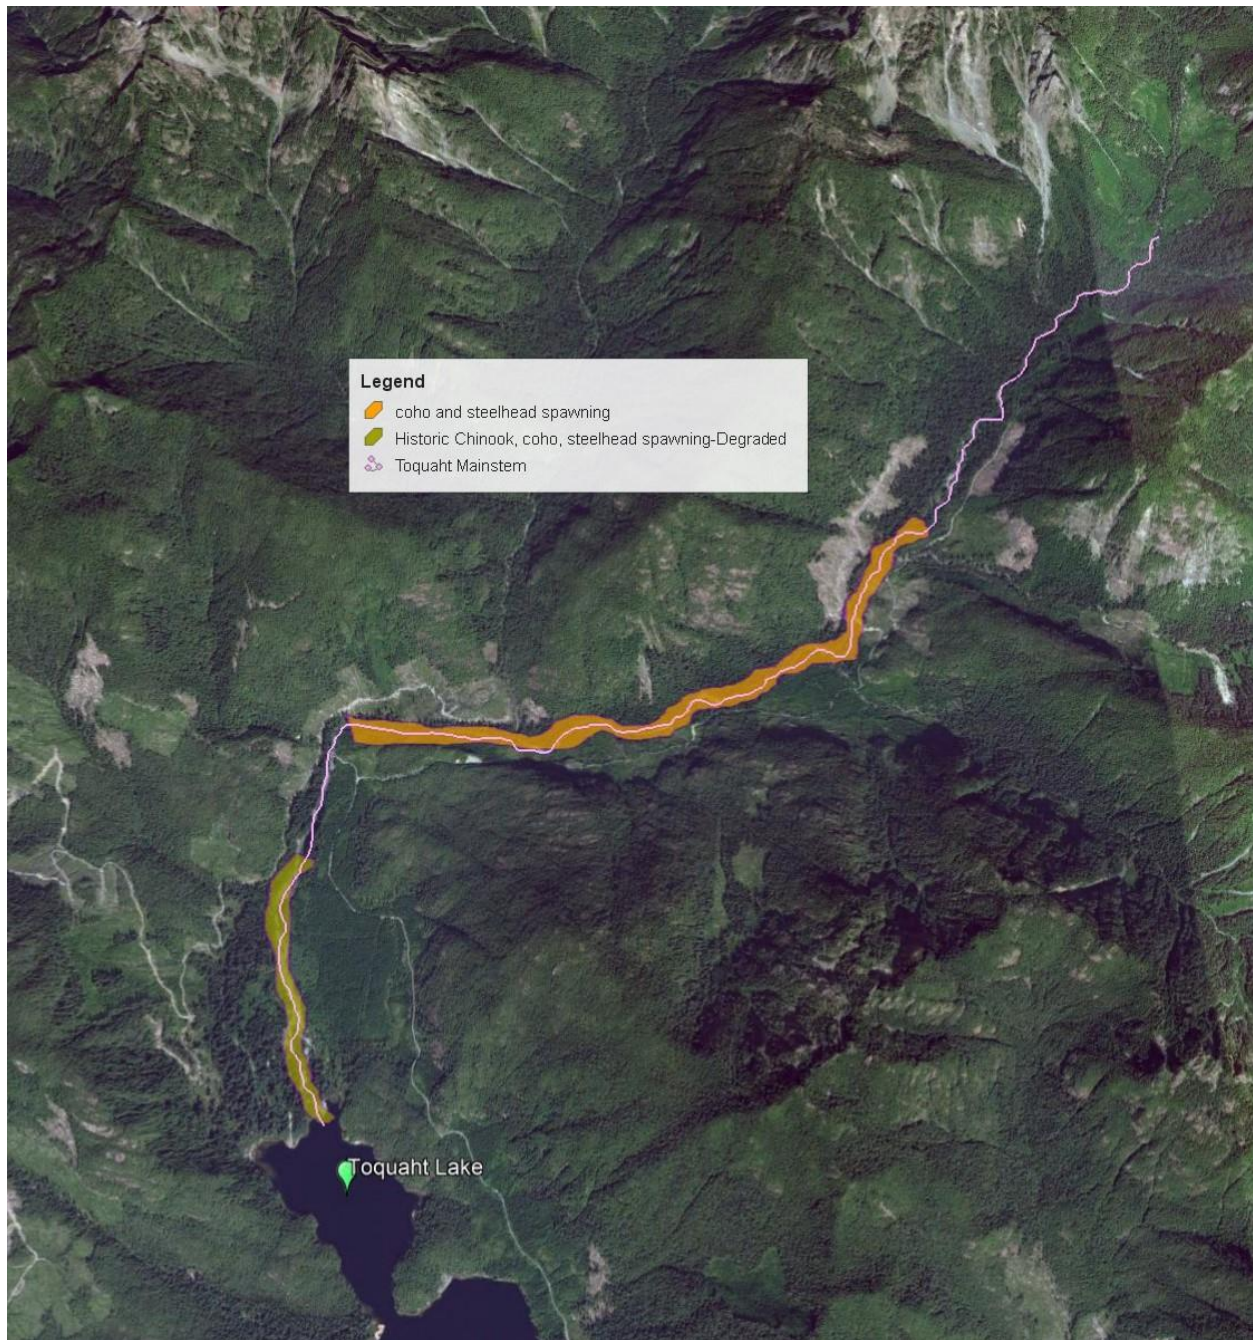 Legend
coho and steelhead spawning
Historic Chinook, coho, steelhead spawning-Degraded
Toquaht Mainstem
Toquaht Lake